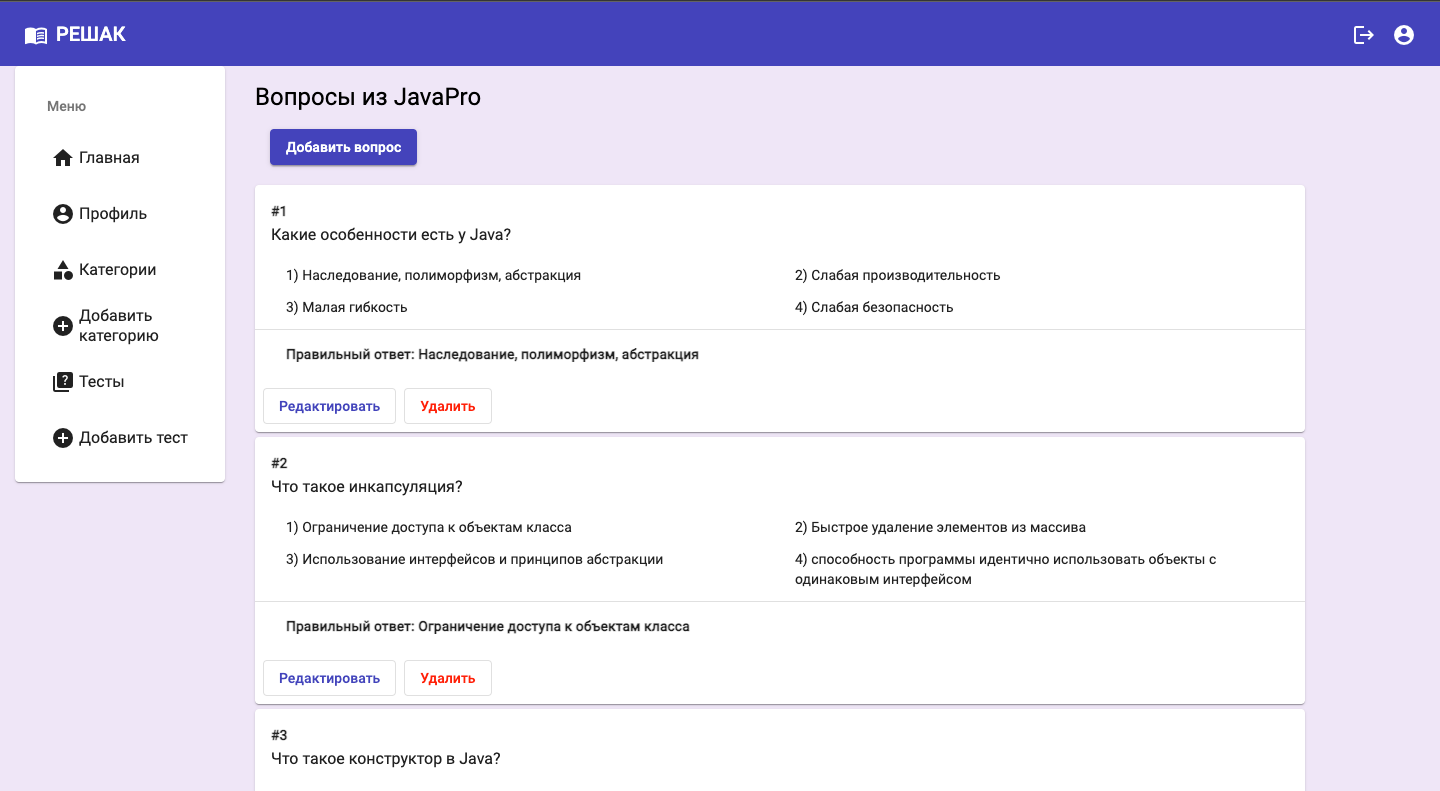 РЕШАК
Меню
Главная
Профиль
Категории
Добавить
категорию
Тесты
Добавить тест
Вопросы из JavaPro
Добавить вопрос
#1
Какие особенности есть у Java?
1) Наследование, полиморфизм, абстракция
2) Слабая производительность
3) Малая гибкость
4) Слабая безопасность
Правильный ответ: Наследование, полиморфизм, абстракция
Редактировать
Удалить
#2
Что такое инкапсуляция?
1) Ограничение доступа к объектам класса
2) Быстрое удаление элементов из массива
3) Использование интерфейсов и принципов абстракции
4) способность программы идентично использовать объекты с
одинаковым интерфейсом
Правильный ответ: Ограничение доступа к объектам класса
Редактировать
Удалить
#3
Что такое конструктор в Java?